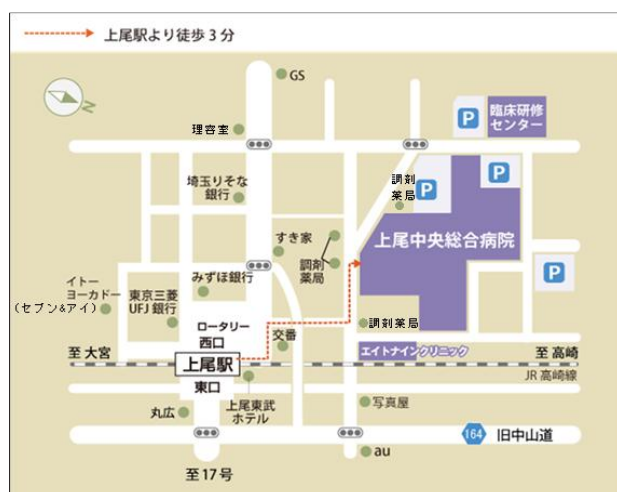 上尾駅より徒歩3分
GS
N
P
臨床研修
センター
理容室
P
P
調剤
薬局
埼玉りそな
銀行
すき家
上尾中央総合病院
調剤
薬局
みずほ銀行
P
イトー
ヨーカドー
(セブン&アイ)
東京三菱
UFJ銀行
ロータリー
西口
交番
調剤薬局
至 大宮
上尾駅
エイトナインクリニック
至 高崎
JR高崎線
東口
上尾東武
ホテル
写真屋
丸広
164 旧中山道
au
至17号